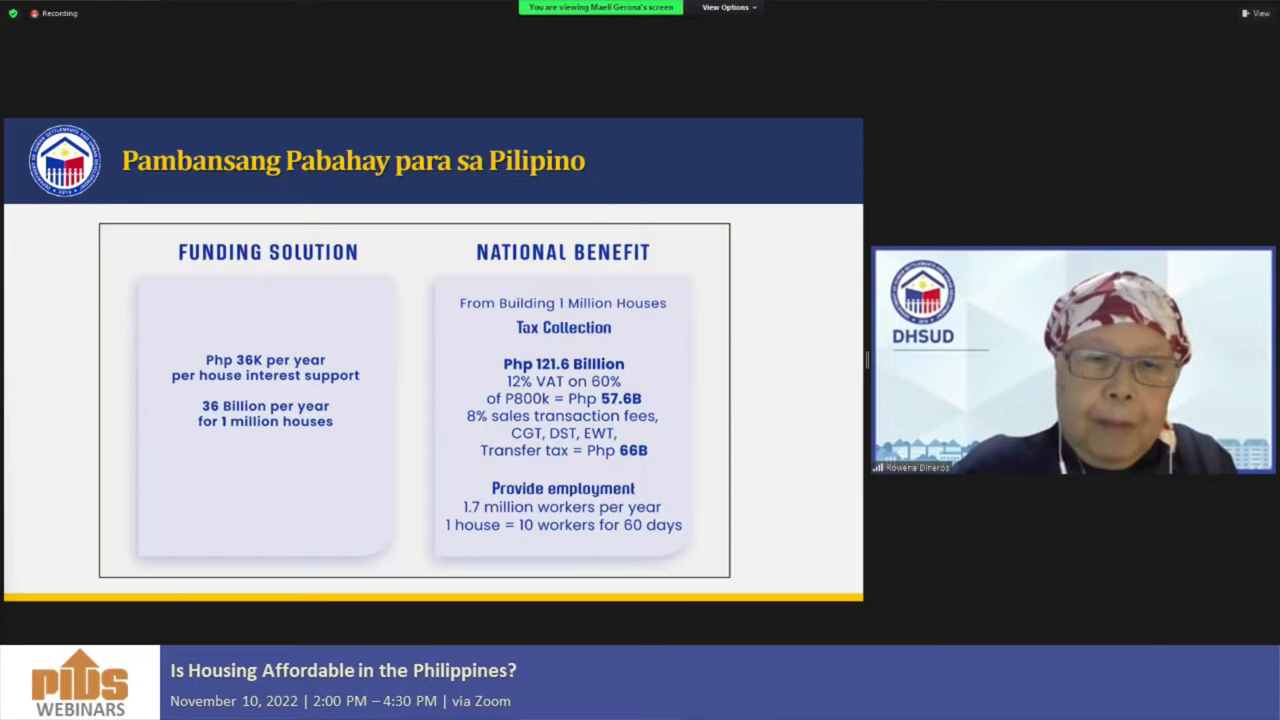 Recording
You are viewing Maeli Gerona's screen
View Options
View
Pambansang Pabahay para sa Pilipino
FUNDING SOLUTION
Php 36K per year
per house interest support
36 Billion per year
for 1 million houses
NATIONAL BENEFIT
From Building 1 Million Houses
Tax Collection
Php 121.6 Billlion
12% VAT on 60%
of P800k = Php 57.6B
8% sales transaction fees,
CGT, DST, EWT,
Transfer tax = Php 66B
Provide employment
1.7 million workers per year
1 house = 10 workers for 60 days
DHSUD
Rowena Dineros
PIDS
WEBINARS
Is Housing Affordable in the Philippines?
November 10, 2022 | 2:00 PM – 4:30 PM | via Zoom